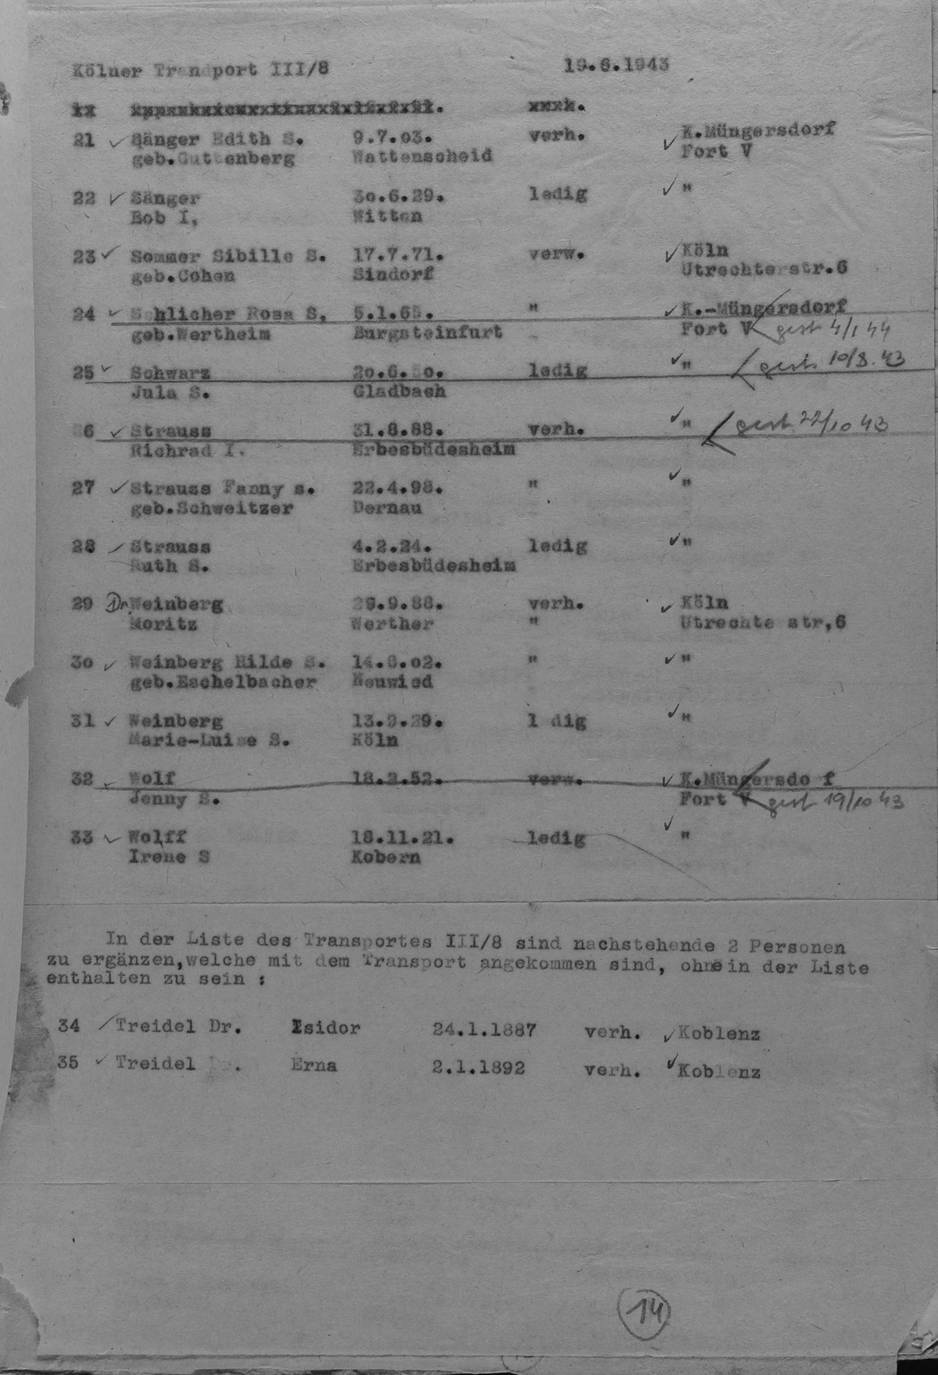 Kölner Transport III/8 19.6.1943
21 Sänger Edith S. 9.7.03. verh. K.Müngersdorf
geb.Guttenberg Wattenscheid Fort V
22 Sänger 30.6.29. ledig "
Bob I, Witten
23 Sommer Sibille S. 17.7.71. verw. Köln
geb.Cohen Sindorf Utrechterstr.6
24 Schlicher Rosa S, 5.1.65. " K.-Müngersdorf
geb.Wertheim Burgsteinfurt Fort V gest 4/I 44
25 Schwarz 20.6.50. ledig " gest. 10/8.43
Jula S. Gladbach
6 Strauss 31.8.88. verh. " gest. 22/10 43
Richrad I. Erbesbüdesheim
27 Strauss Fanny s. 22.4.98. " "
geb.Schweitzer Dernau
28 Strauss 4.2.24. ledig "
Ruth S. Erbesbüdesheim
29 Dr. Weinberg 9.88. verh. Köln
Moritz Werther " Utrechte str,6
30 Weinberg Hilde S. 14.6.02. " "
geb.Eschelbacher Neuwied
31 Weinberg 13.9.29. l dig "
Marie-Luise S. Köln
32 Wolf 18.2.52. verw. K.Müngersdo f
Jenny S. Fort V gest 19/10 43
33 Wolff 18.11.21. ledig "
Irene S Kobern
In der Liste des Transportes III/8 sind nachstehende 2 Personen
zu ergänzen,welche mit dem Transport angekommen sind, ohne in der Liste
enthalten zu sein :
34 Treidel Dr. Isidor 24.1.1887 verh. Koblenz
35 Treidel Erna 2.1.1892 verh. Koblenz
14